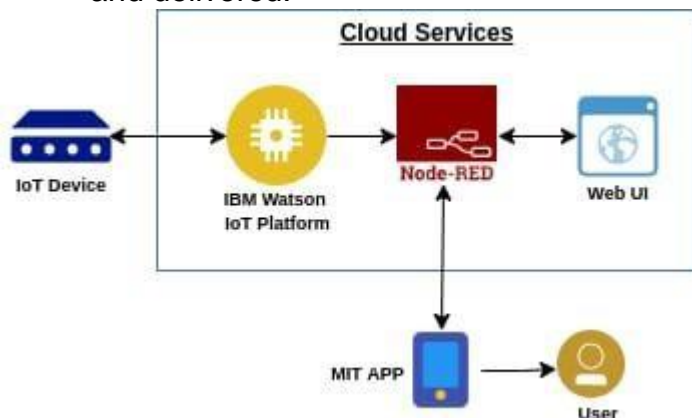 and delivered.
Cloud Services
IoT Device
IBM Watson
IoT Platform
Node-RED
Web UI
MIT APP
User